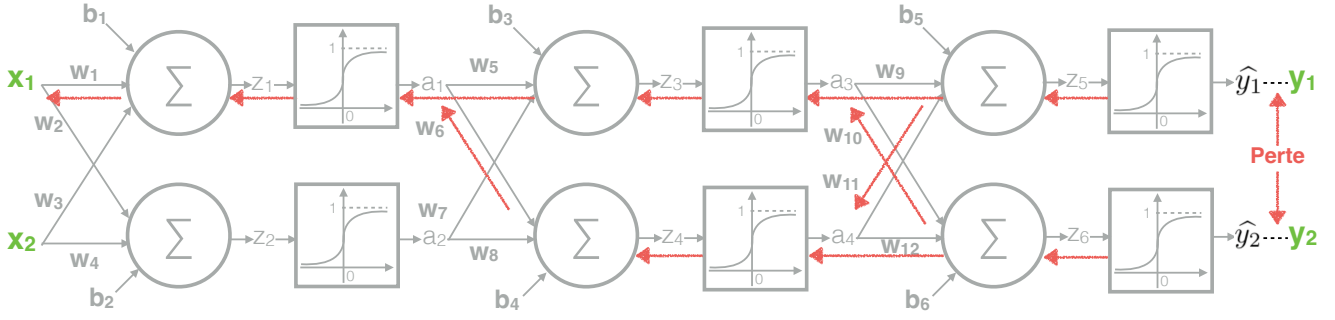 b1 b3 b5
x1 w1 Σ z1 1 0 a1 w5 Σ z3 1 0 a3 w9 Σ z5 1 0 ŷ1 y1
w2 w6 w10
Perte
w3 w7 w11
x2 w4 Σ z2 1 0 a2 w8 Σ z4 1 0 a4 w12 Σ z6 1 0 ŷ2 y2
b2 b4 b6